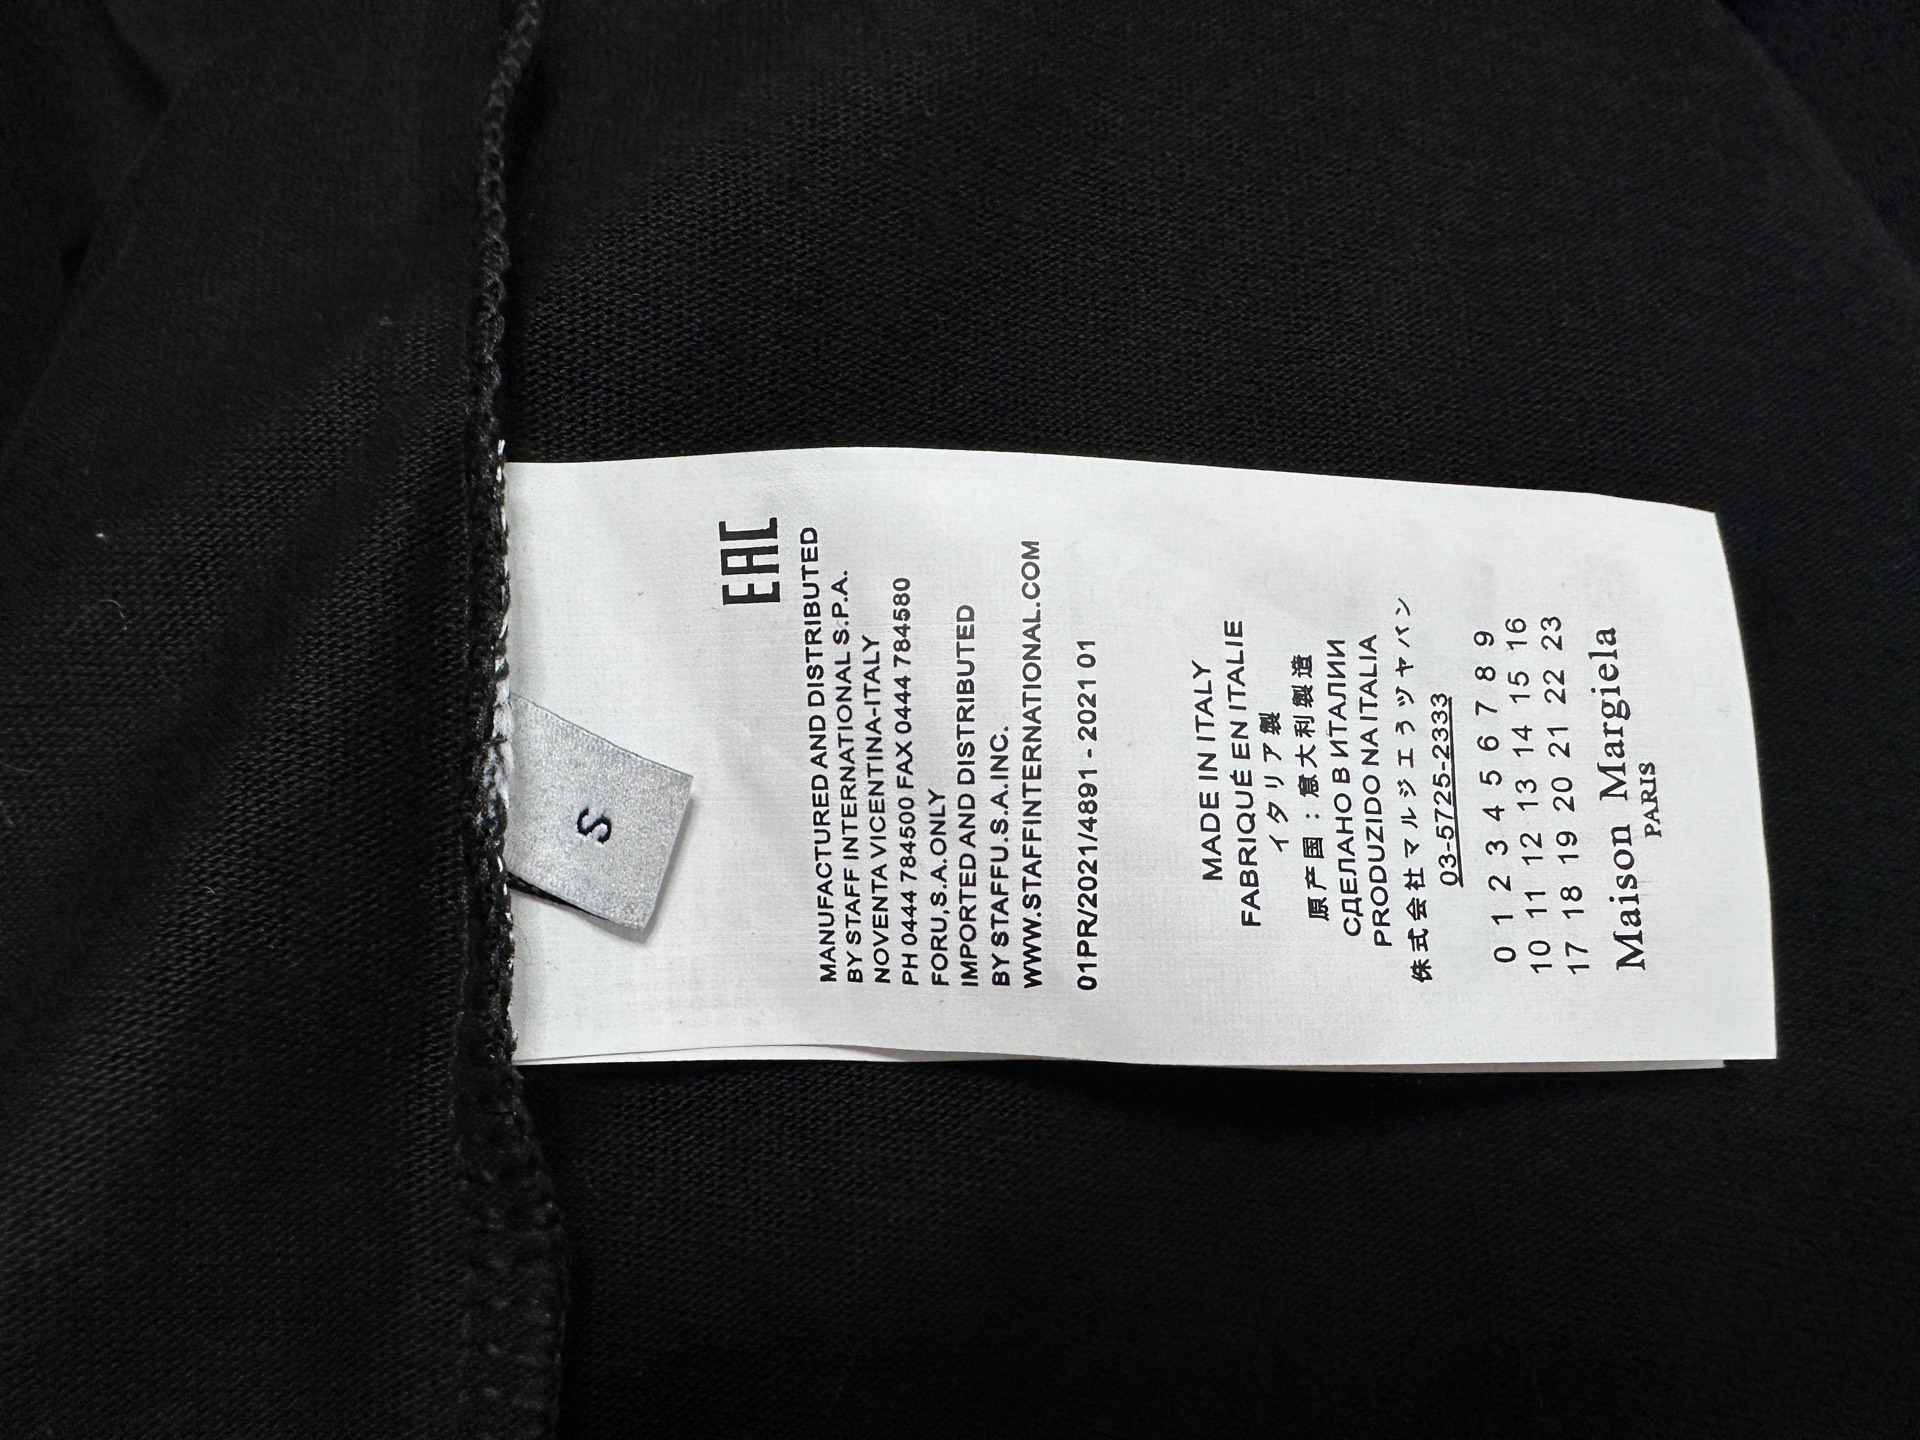 S
EAC
MANUFACTURED AND DISTRIBUTED
BY STAFF INTERNATIONAL S.P.A.
NOVENTA VICENTINA-ITALY
PH 0444 784500 FAX 0444 784580
FOR U,S.A.ONLY
IMPORTED AND DISTRIBUTED
BY STAFF U.S.A.INC.
WWW.STAFFINTERNATIONAL.COM
01PR/2021/4891 - 2021 01
MADE IN ITALY
FABRIQUÉ EN ITALIE
イタリア製
原产国:意大利製造
СДЕЛАНО В ИТАЛИИ
PRODUZIDO NA ITALIA
株式会社マルジエラジャパン
03-5725-2333
0 1 2 3 4 5 6 7 8 9
10 11 12 13 14 15 16
17 18 19 20 21 22 23
Maison Margiela
PARIS